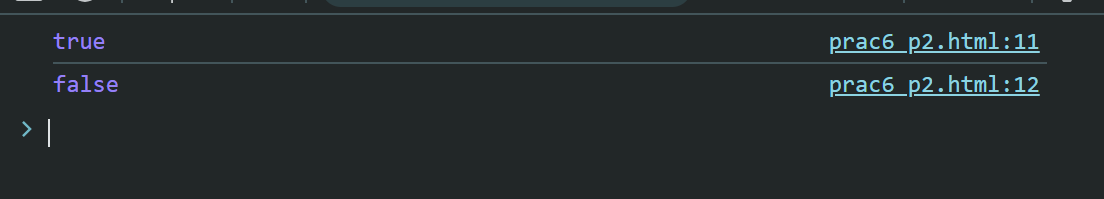 true prac6_p2.html:11
false prac6_p2.html:12
>